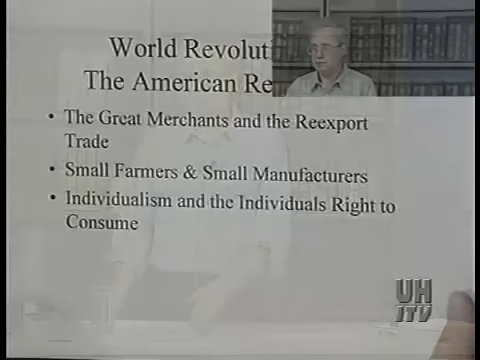 World Revoluti
The American Re
• The Great Merchants and the Reexport
Trade
• Small Farmers & Small Manufacturers
• Individualism and the Individuals Right to
Consume
UH
ITV